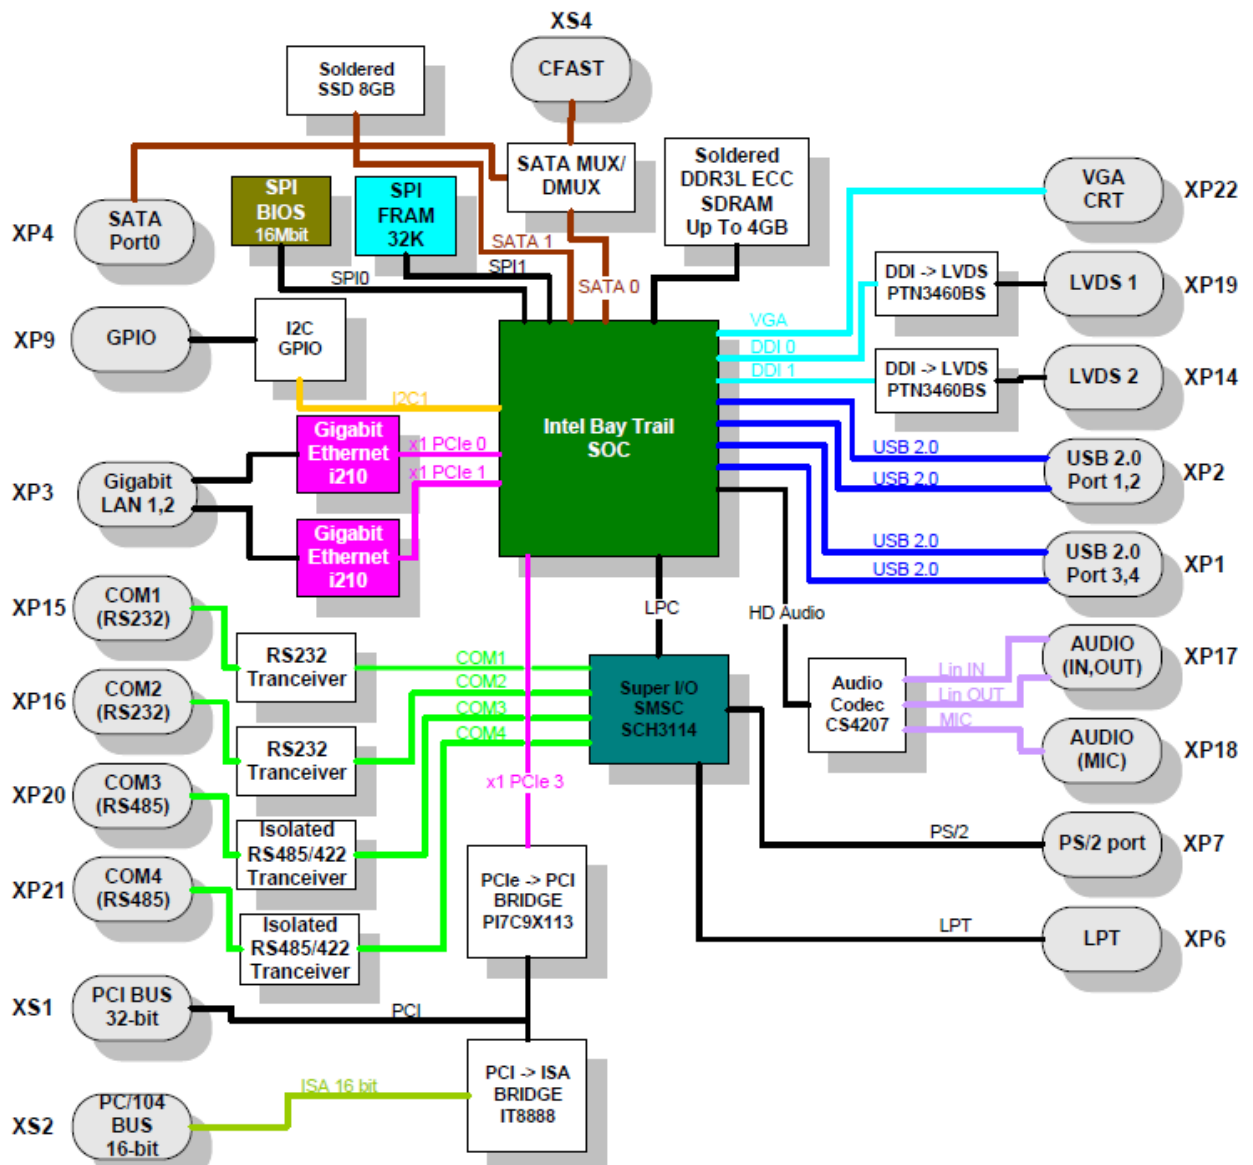 XS4
Soldered
SSD 8GB
CFAST
SATA MUX/
DMUX
Soldered
DDR3L ECC
SDRAM
Up To 4GB
VGA
CRT
XP22
XP4
SATA
Port0
SPI
BIOS
16Mbit
SPI
FRAM
32K
SATA 1
SPI1
SPI0
SATA 0
DDI -> LVDS
PTN3460BS
LVDS 1
XP19
XP9
GPIO
I2C
GPIO
VGA
DDI 0
DDI 1
DDI -> LVDS
PTN3460BS
LVDS 2
XP14
I2C1
Intel Bay Trail
SOC
XP3
Gigabit
LAN 1,2
Gigabit
Ethernet
i210
x1 PCIe 0
x1 PCIe 1
Gigabit
Ethernet
i210
USB 2.0
USB 2.0
USB 2.0
Port 1,2
XP2
USB 2.0
USB 2.0
USB 2.0
Port 3,4
XP1
XP15
COM1
(RS232)
RS232
Tranceiver
LPC
HD Audio
COM1
COM2
COM3
COM4
Super I/O
SMSC
SCH3114
Audio
Codec
CS4207
Lin IN
Lin OUT
MIC
AUDIO
(IN,OUT)
XP17
AUDIO
(MIC)
XP18
XP16
COM2
(RS232)
RS232
Tranceiver
XP20
COM3
(RS485)
Isolated
RS485/422
Tranceiver
x1 PCIe 3
PS/2
PS/2 port
XP7
XP21
COM4
(RS485)
Isolated
RS485/422
Tranceiver
PCIe -> PCI
BRIDGE
PI7C9X113
LPT
LPT
XP6
XS1
PCI BUS
32-bit
PCI
XS2
PC/104
BUS
16-bit
ISA 16 bit
PCI -> ISA
BRIDGE
IT8888